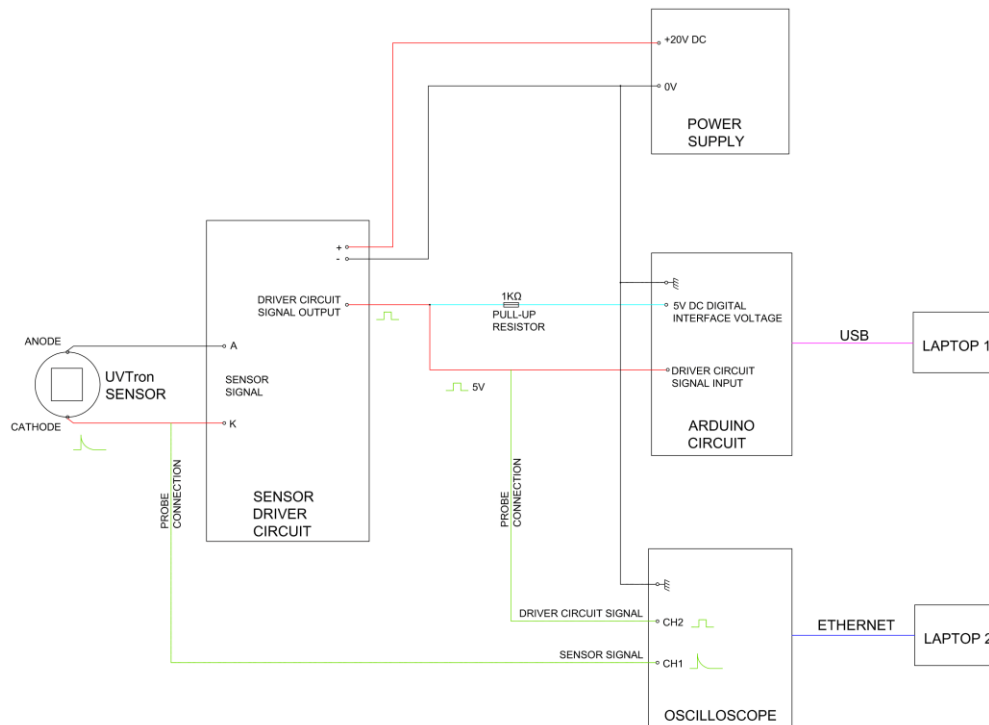 +20V DC
0V
POWER
SUPPLY
+
-
DRIVER CIRCUIT
SIGNAL OUTPUT
1KΩ
PULL-UP
RESISTOR
5V DC DIGITAL
INTERFACE VOLTAGE
USB
LAPTOP 1
ANODE
A
UVTron
SENSOR
SENSOR
SIGNAL
5V
DRIVER CIRCUIT
SIGNAL INPUT
CATHODE
K
ARDUINO
CIRCUIT
PROBE
CONNECTION
PROBE
CONNECTION
SENSOR
DRIVER
CIRCUIT
DRIVER CIRCUIT SIGNAL
CH2
ETHERNET
LAPTOP 2
SENSOR SIGNAL
CH1
OSCILLOSCOPE